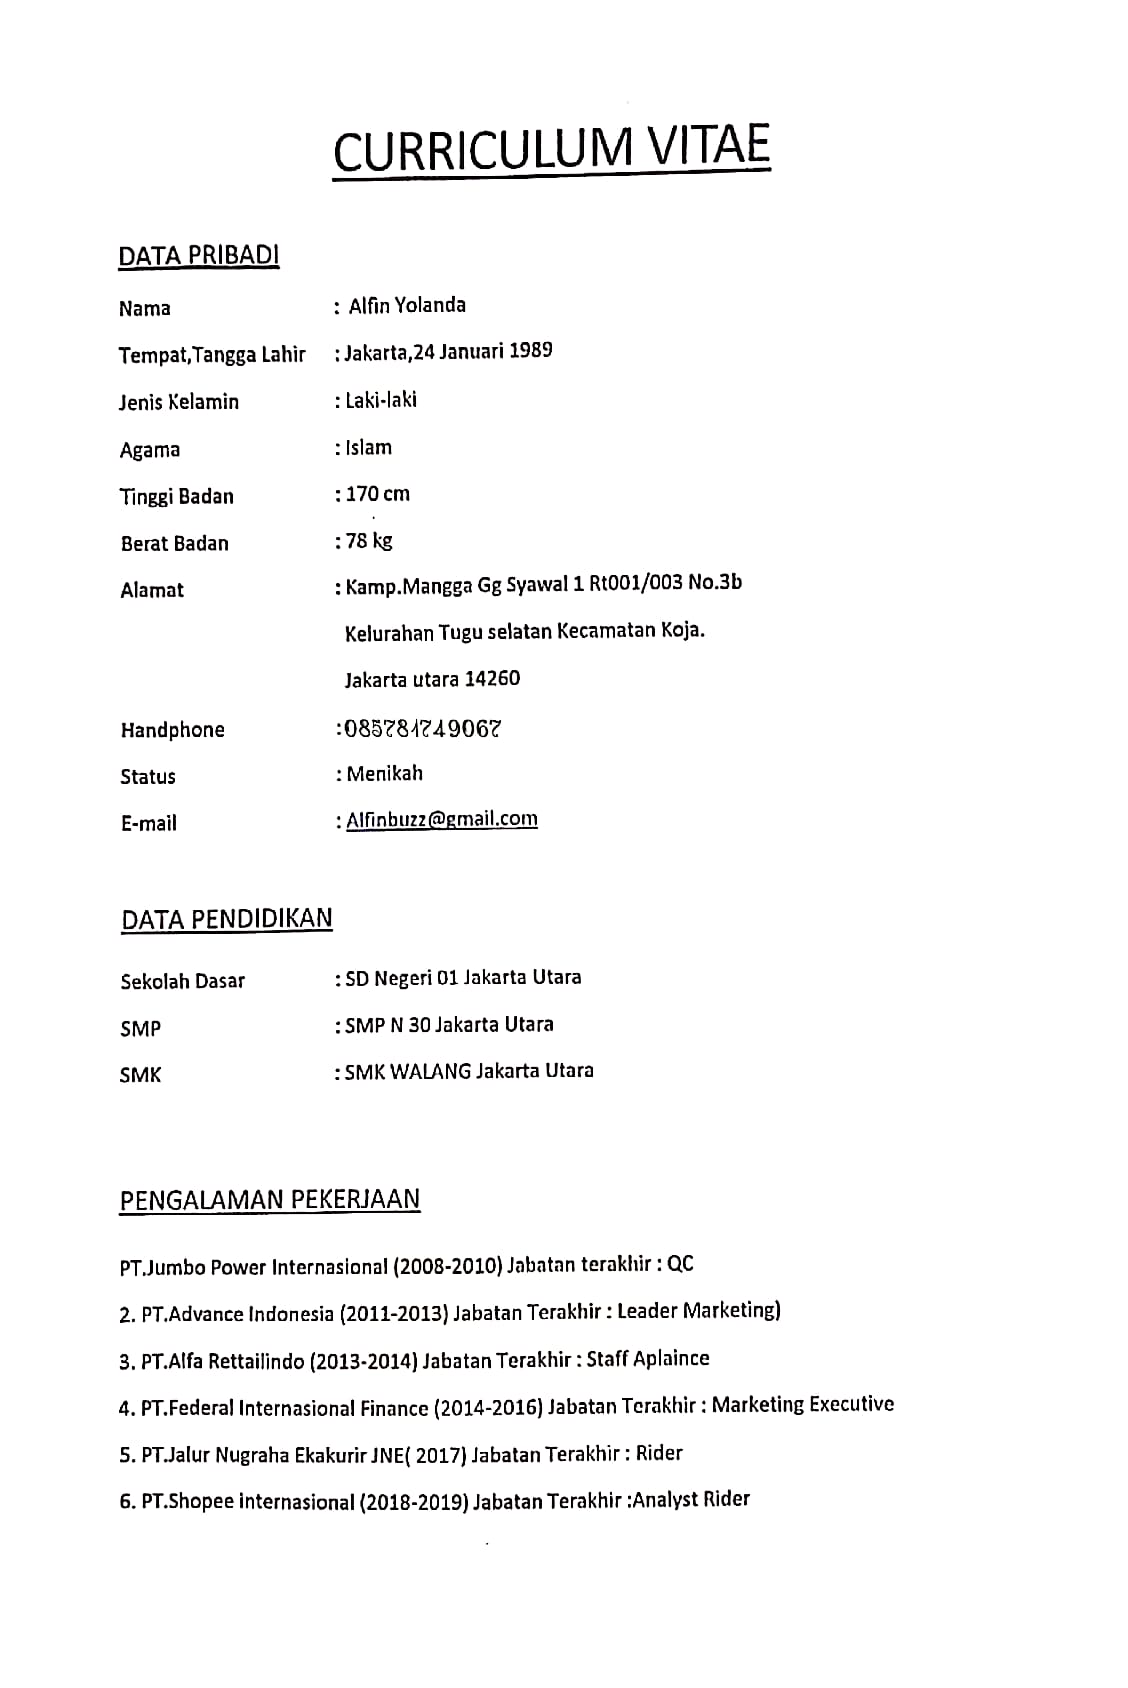 CURRICULUM VITAE
DATA PRIBADI
Nama : Alfin Yolanda
Tempat,Tangga Lahir : Jakarta,24 Januari 1989
Jenis Kelamin : Laki-laki
Agama : Islam
Tinggi Badan : 170 cm
Berat Badan : 78 kg
Alamat : Kamp.Mangga Gg Syawal 1 Rt001/003 No.3b
Kelurahan Tugu selatan Kecamatan Koja.
Jakarta utara 14260
Handphone :085781749067
Status : Menikah
E-mail : Alfinbuzz@gmail.com
DATA PENDIDIKAN
Sekolah Dasar : SD Negeri 01 Jakarta Utara
SMP : SMP N 30 Jakarta Utara
SMK : SMK WALANG Jakarta Utara
PENGALAMAN PEKERJAAN
PT.Jumbo Power Internasional (2008-2010) Jabatan terakhir : QC
2. PT.Advance Indonesia (2011-2013) Jabatan Terakhir : Leader Marketing)
3. PT.Alfa Rettailindo (2013-2014) Jabatan Terakhir : Staff Aplaince
4. PT.Federal Internasional Finance (2014-2016) Jabatan Terakhir : Marketing Executive
5. PT.Jalur Nugraha Ekakurir JNE( 2017) Jabatan Terakhir : Rider
6. PT.Shopee internasional (2018-2019) Jabatan Terakhir :Analyst Rider